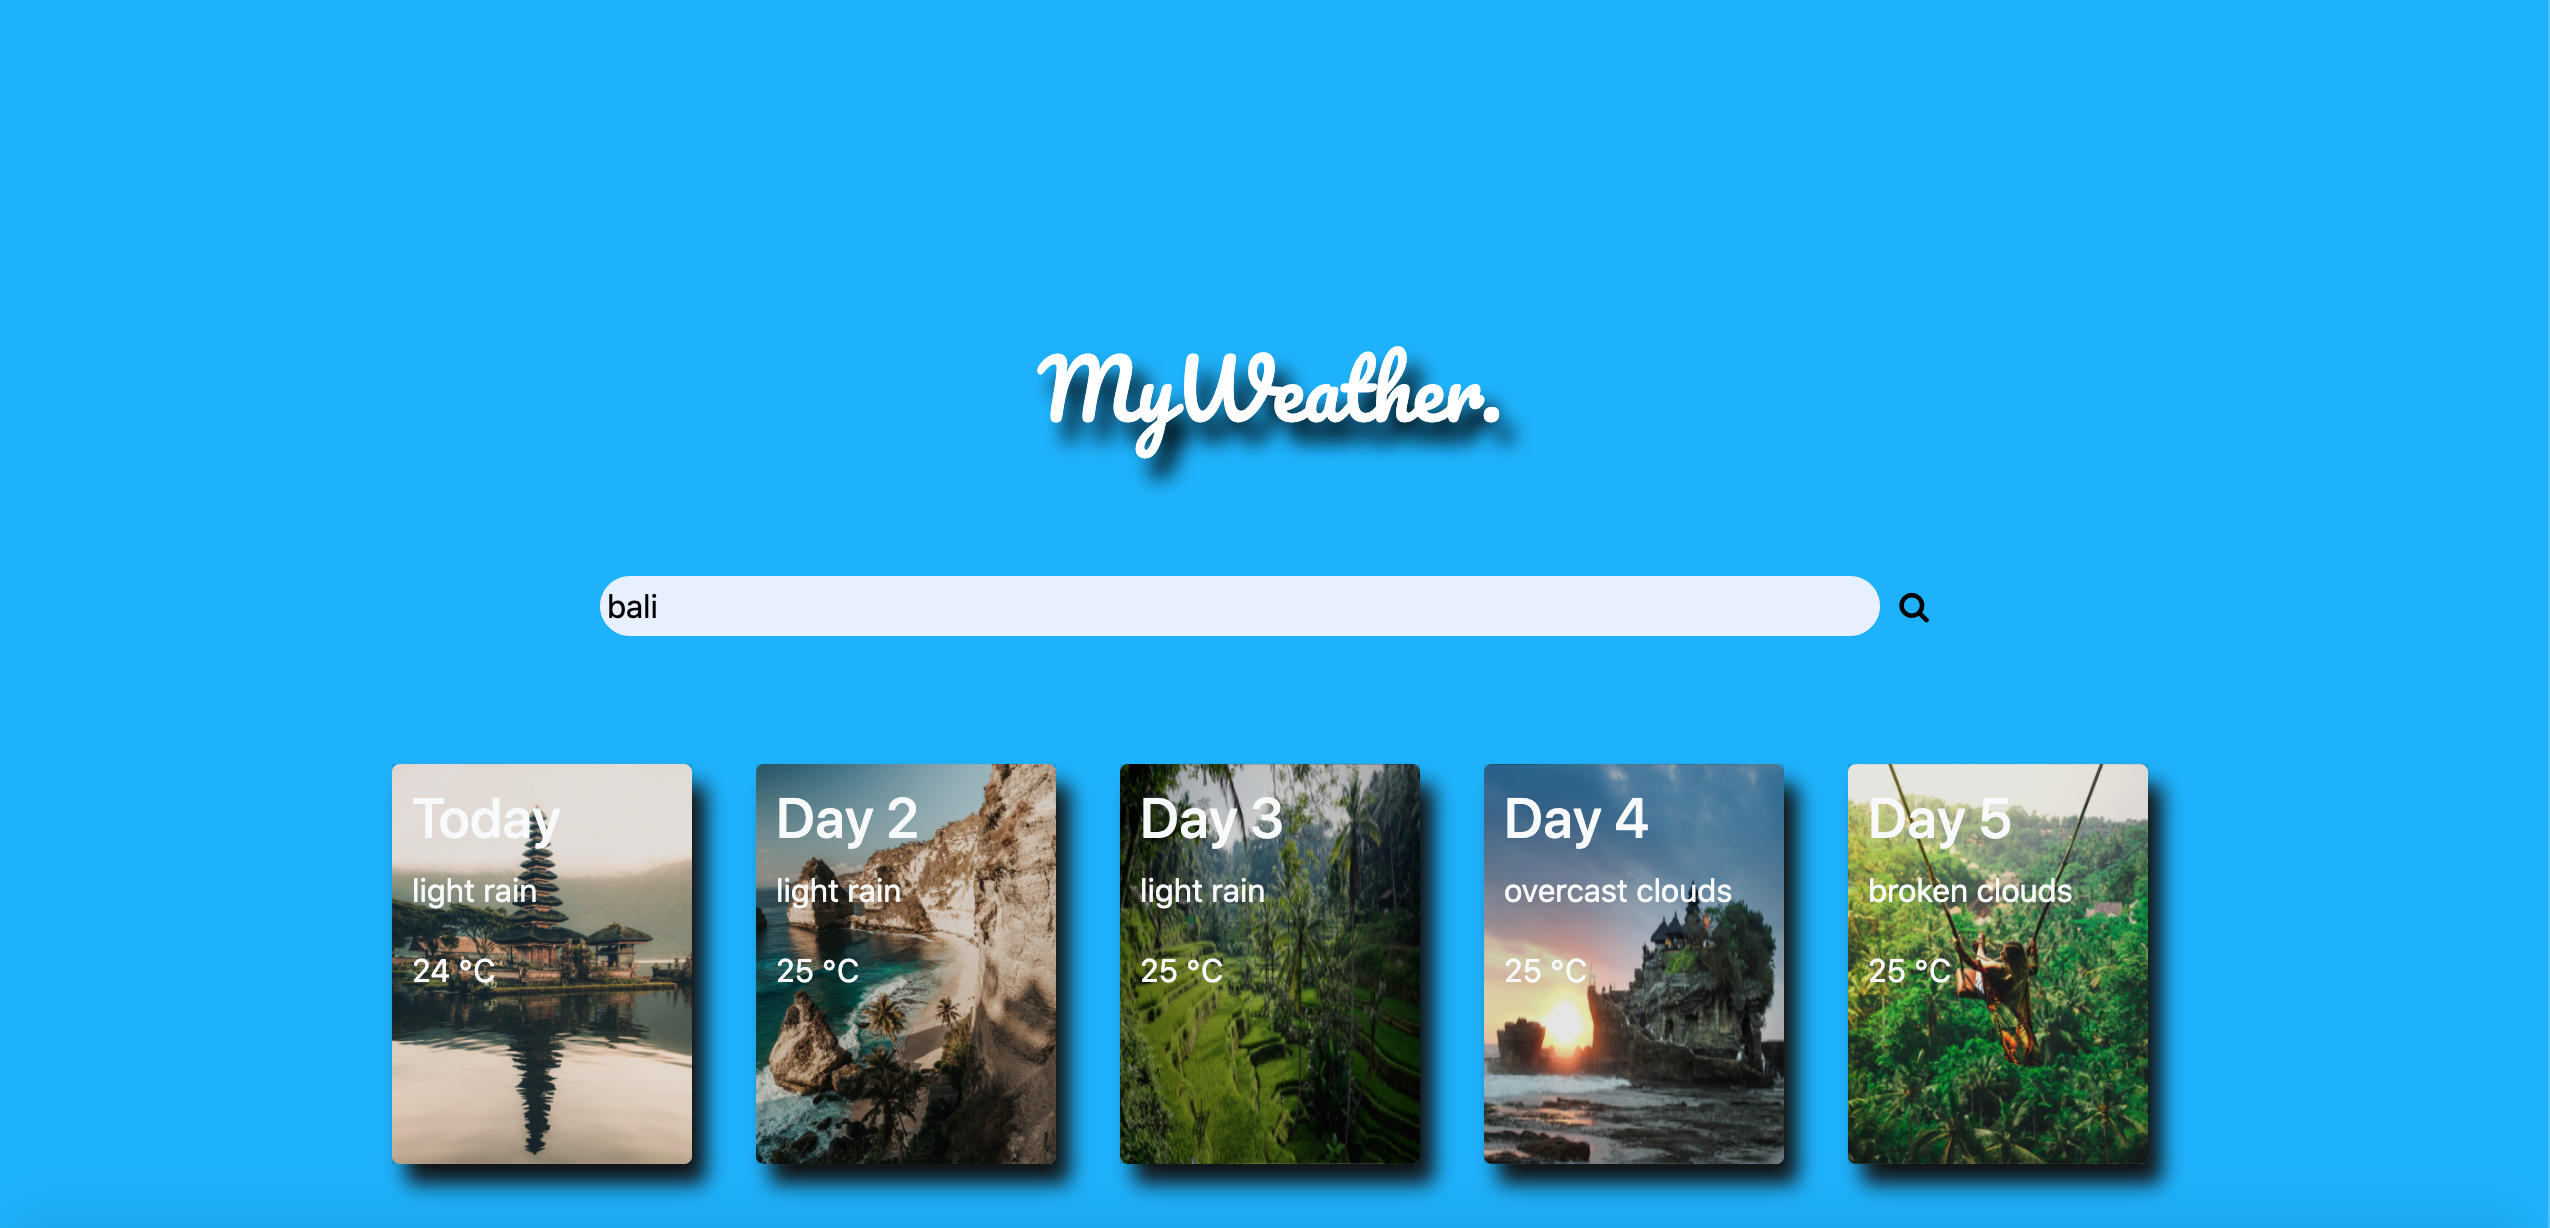 MyWeather.
bali
Today
light rain
24 °C
Day 2
light rain
25 °C
Day 3
light rain
25 °C
Day 4
overcast clouds
25 °C
Day 5
broken clouds
25 °C